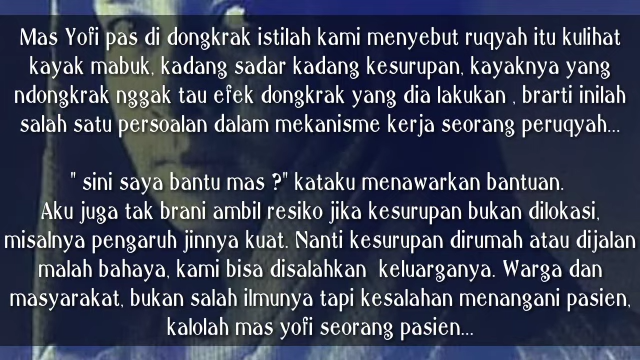 Mas Yofi pas di dongkrak istilah kami menyebut ruqyah itu kulihat
kayak mabuk, kadang sadar kadang kesurupan, kayaknya yang
ndongkrak nggak tau efek dongkrak yang dia lakukan , brarti inilah
salah satu persoalan dalam mekanisme kerja seorang peruqyah...
" sini saya bantu mas ?" kataku menawarkan bantuan.
Aku juga tak brani ambil resiko jika kesurupan bukan dilokasi,
misalnya pengaruh jinnya kuat. Nanti kesurupan dirumah atau dijalan
malah bahaya, kami bisa disalahkan keluarganya. Warga dan
masyarakat, bukan salah ilmunya tapi kesalahan menangani pasien,
kalolah mas yofi seorang pasien...